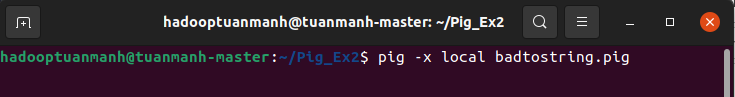 hadooptuanmanh@tuanmanh-master: ~/Pig_Ex2
hadooptuanmanh@tuanmanh-master:~/Pig_Ex2$ pig -x local badtostring.pig